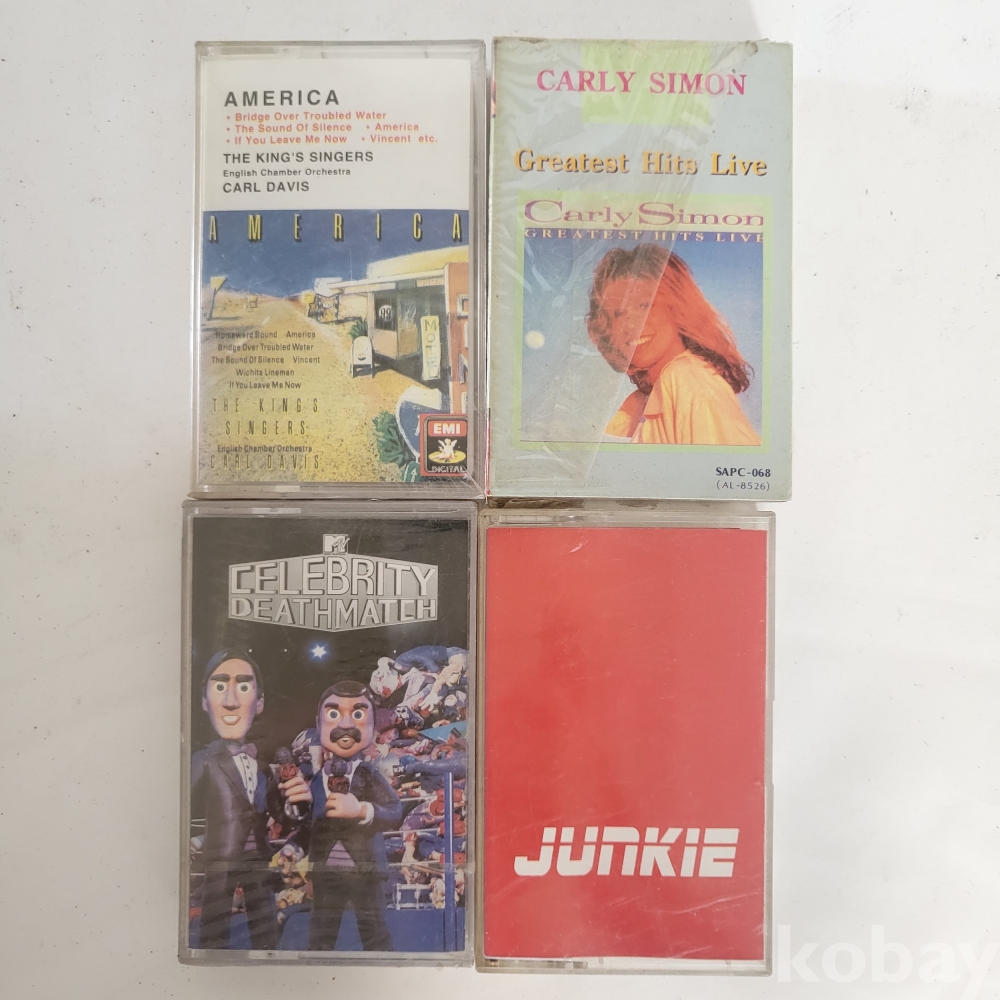 AMERICA
• Bridge Over Troubled Water
• The Sound Of Silence • America
• If You Leave Me Now • Vincent etc.
THE KING'S SINGERS
English Chamber Orchestra
CARL DAVIS
AMERICA
MOTEL
Homeward Bound America
Bridge Over Troubled Water
The Sound Of Silence Vincent
Wichita Lineman
If You Leave Me Now
THE KING'S
SINGERS
English Chamber Orchestra
CARL DAVIS
EMI
DIGITAL
CARLY SIMON
Greatest Hits Live
Carly Simon
GREATEST HITS LIVE
SAPC-068
(AL-8526)
MTV
CELEBRITY
DEATHMATCH
JUNKIE
kobay